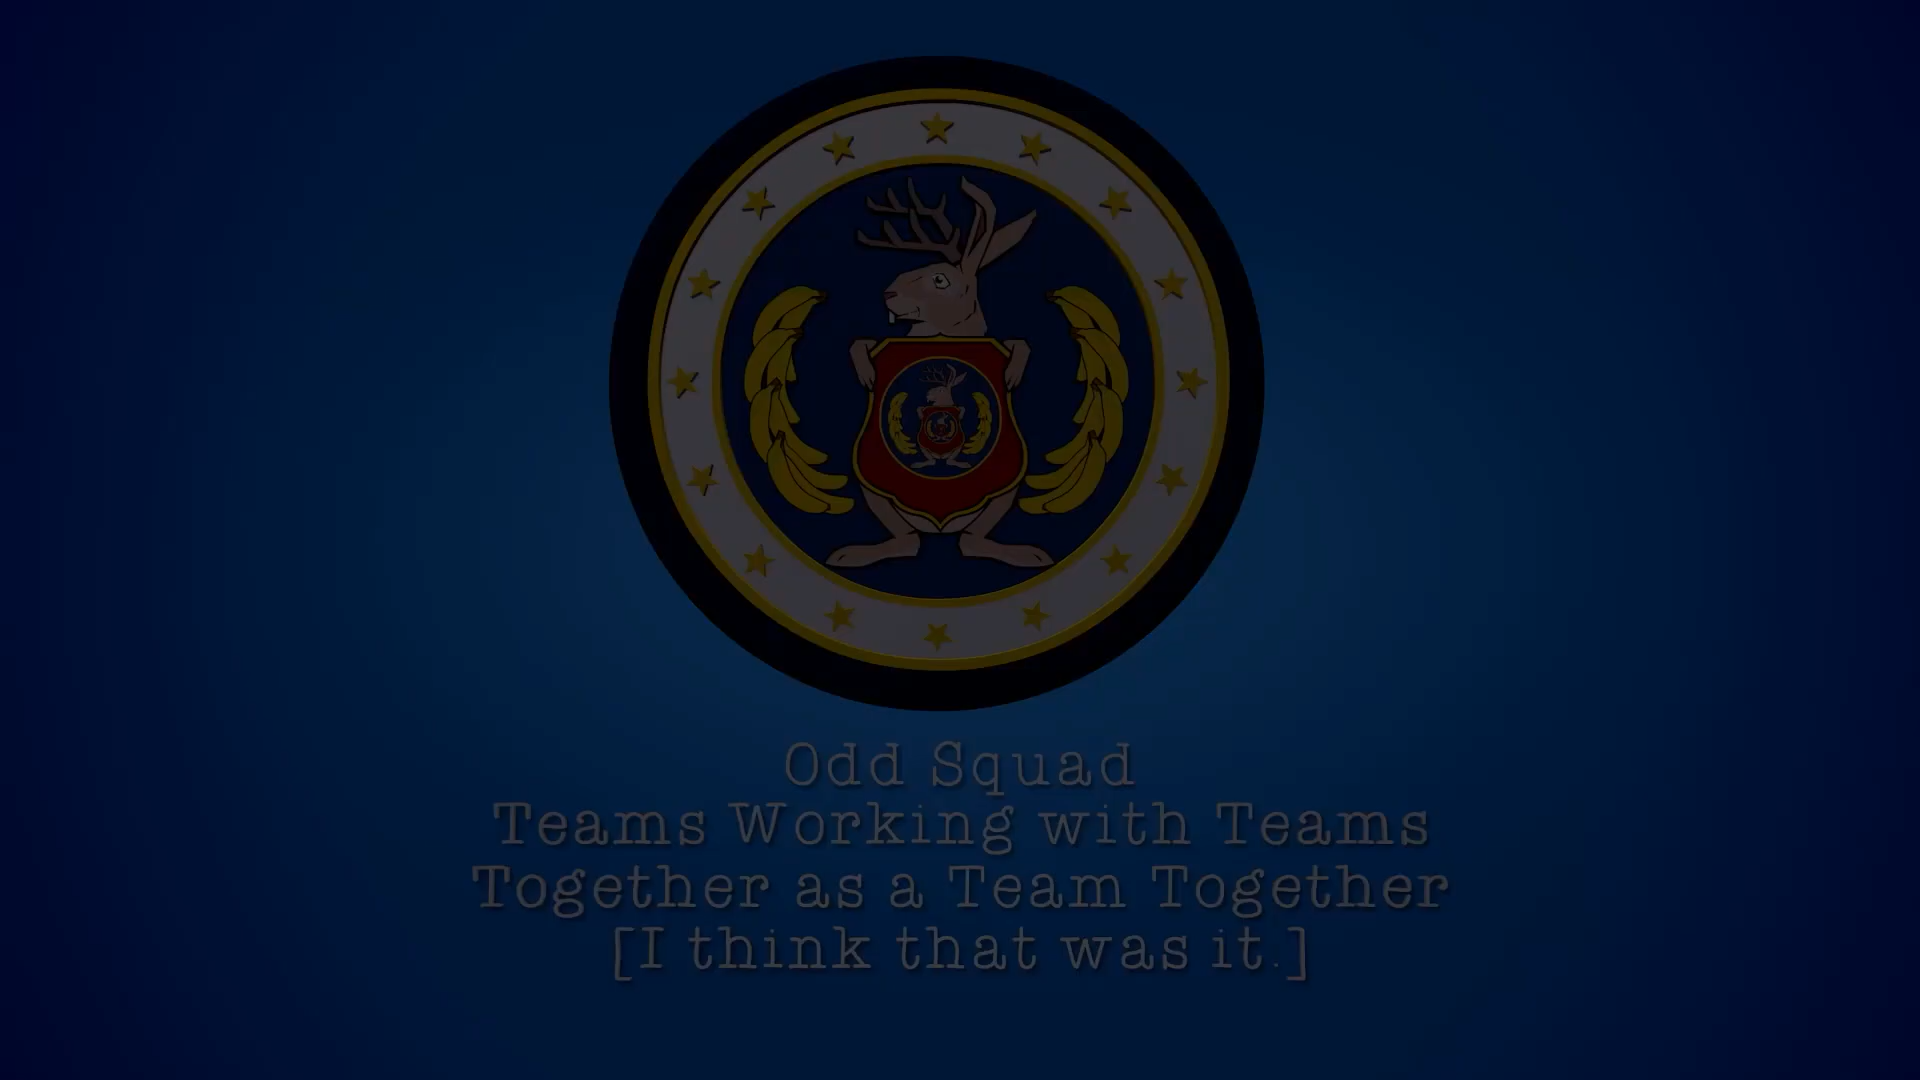 Odd Squad
Teams Working with Teams
Together as a Team Together
[I think that was it.]